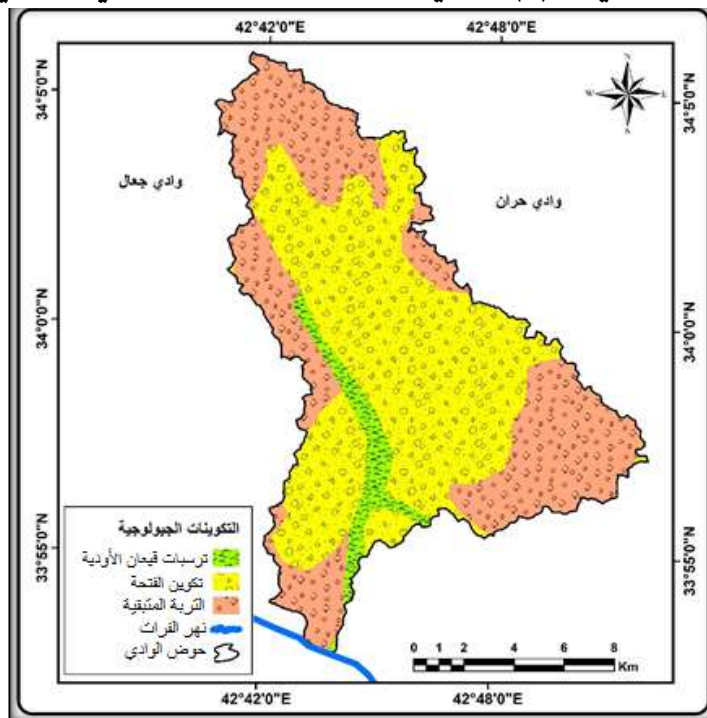 42°42'0"E
42°48'0"E
34°5'0"N
34°5'0"N
N
W
E
S
وادي جعال
وادي حران
34°0'0"N
34°0'0"N
التكوينات الجيولوجية
ترسبات قيعان الأودية
تكوين الفتحة
التربة المتبقية
نهر الفرات
حوض الوادي
33°55'0"N
33°55'0"N
0 1 2 4 6 8
Km
42°42'0"E
42°48'0"E